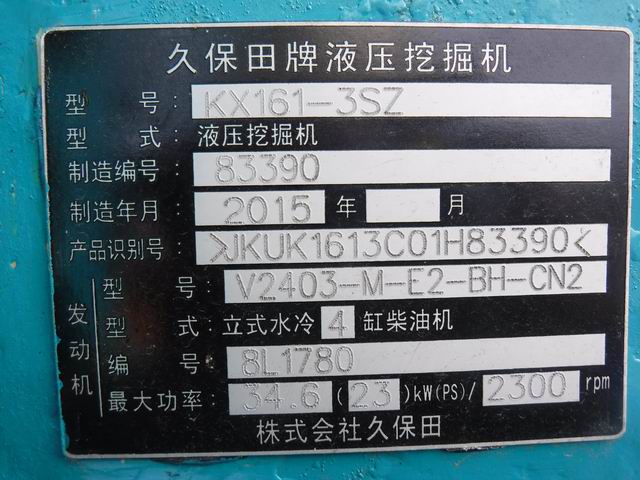 久保田牌液压挖掘机
型 号: KX161-3SZ
型 式: 液压挖掘机
制造编号: 83390
制造年月: 2015 年 月
产品识别号: >JKUK1613C01H83390<
发动机
型 号: V2403-M-E2-BH-CN2
型 式: 立式水冷 4 缸柴油机
编 号 8L1780
最大功率: 34.6 (23)kW(PS)/ 2300 rpm
株式会社久保田